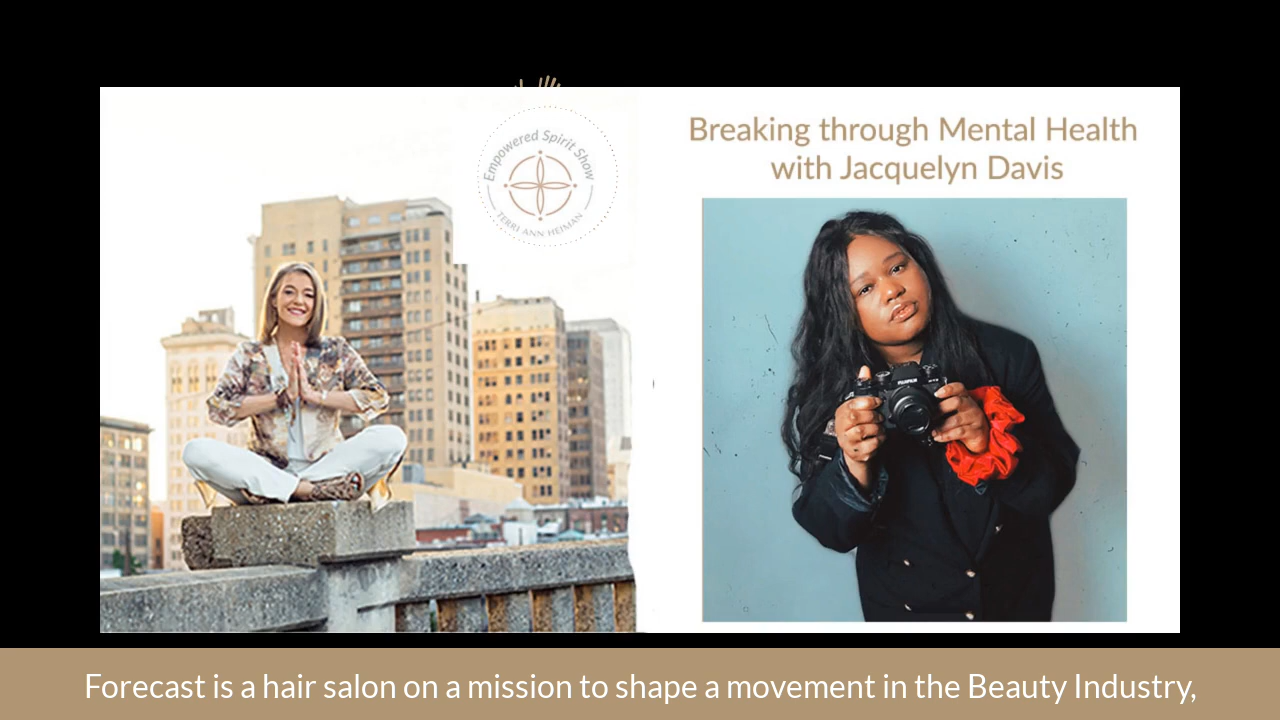 Empowered Spirit Show
TERRI ANN HEIMAN
Breaking through Mental Health
with Jacquelyn Davis
FUJIFILM
Forecast is a hair salon on a mission to shape a movement in the Beauty Industry,